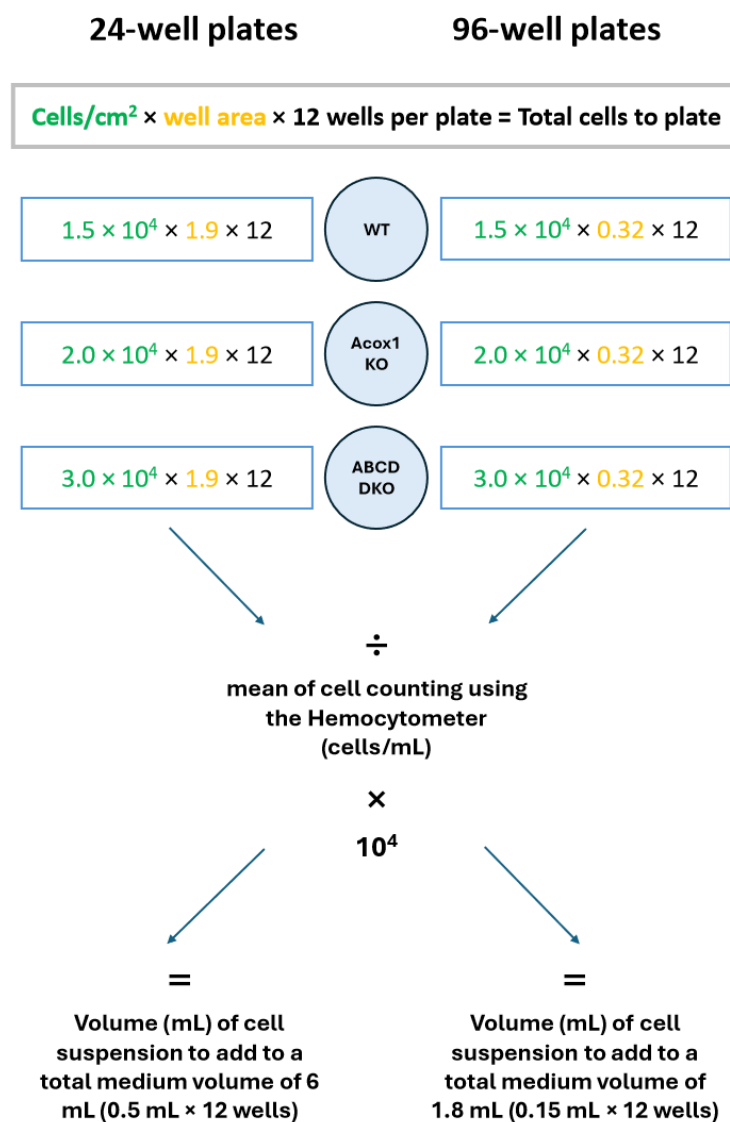 24-well plates
96-well plates
Cells/cm² × well area × 12 wells per plate = Total cells to plate
1.5 × 10⁴ × 1.9 × 12
WT
1.5 × 10⁴ × 0.32 × 12
2.0 × 10⁴ × 1.9 × 12
Acox1
KO
2.0 × 10⁴ × 0.32 × 12
3.0 × 10⁴ × 1.9 × 12
ABCD
DKO
3.0 × 10⁴ × 0.32 × 12
÷
mean of cell counting using
the Hemocytometer
(cells/mL)
×
10⁴
=
Volume (mL) of cell
suspension to add to a
total medium volume of 6
mL (0.5 mL × 12 wells)
=
Volume (mL) of cell
suspension to add to a
total medium volume of
1.8 mL (0.15 mL × 12 wells)